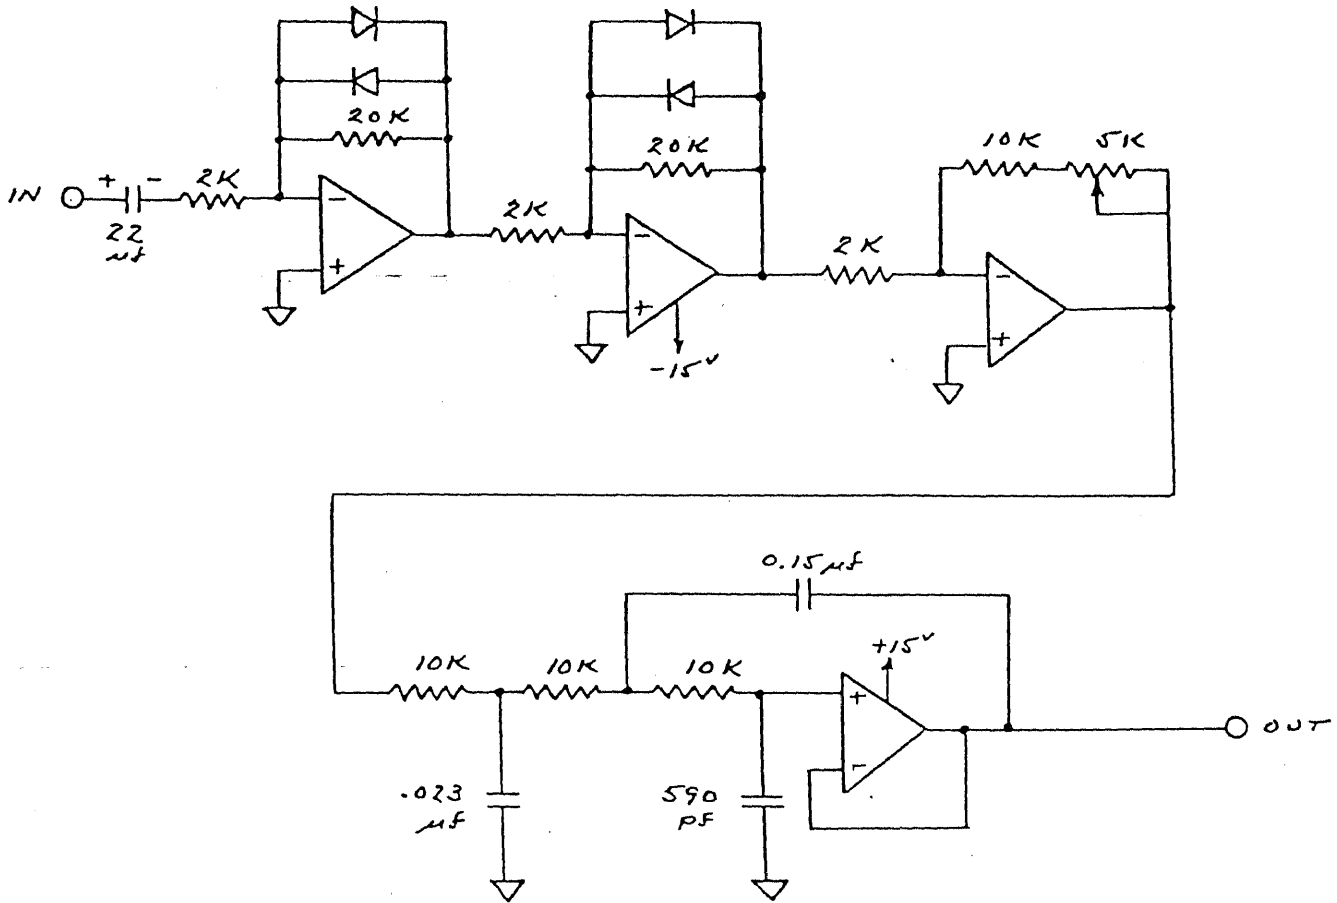 20K
20K
10K 5K
IN + - 2K
22
µf
-
+
2K
-
+
-15v
2K
-
+
0.15µf
10K 10K 10K
+15v
+
-
OUT
.023
µf
590
pf